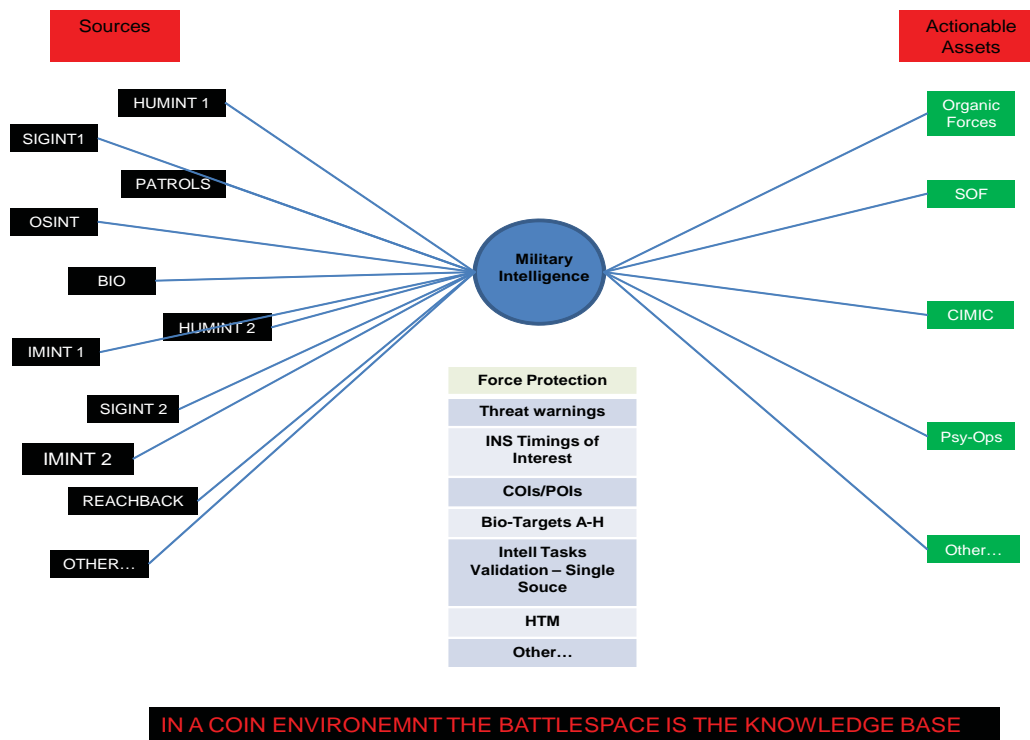 Sources
Actionable
Assets
HUMINT 1
SIGINT1
PATROLS
OSINT
BIO
HUMINT 2
IMINT 1
SIGINT 2
IMINT 2
REACHBACK
OTHER…
Military
Intelligence
Force Protection
Threat warnings
INS Timings of
Interest
COIs/POIs
Bio-Targets A-H
Intell Tasks
Validation – Single
Souce
HTM
Other…
Organic
Forces
SOF
CIMIC
Psy-Ops
Other…
IN A COIN ENVIRONEMNT THE BATTLESPACE IS THE KNOWLEDGE BASE